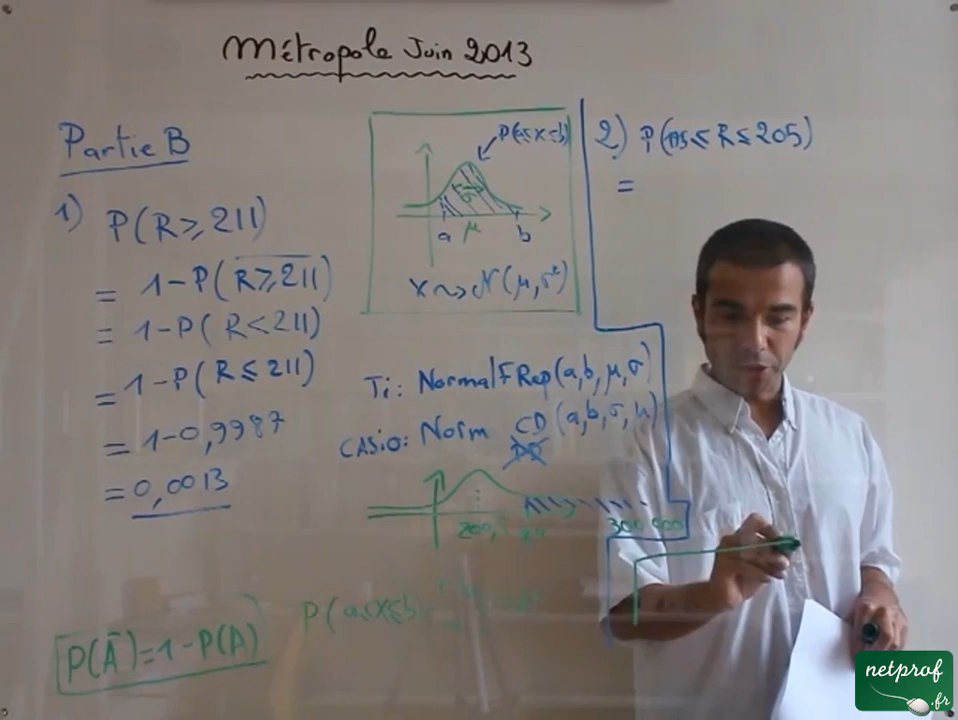 Métropole Juin 2013
Partie B
1) P(R⩾211)
= 1-P(R⩾211)
= 1-P(R<211)
= 1-P(R⩽211)
= 1-0,9987
= 0,0013
P(Ā)=1-P(A)
P(a⩽X⩽b)
a μ b
X ~> N(μ,σ²)
Ti: NormalFRep(a,b,μ,σ)
CASIO: Norm CD (a,b,σ,μ)
200,
300 000
P(a⩽X⩽b)
2) P(195⩽R⩽205)
=
netprof
.fr